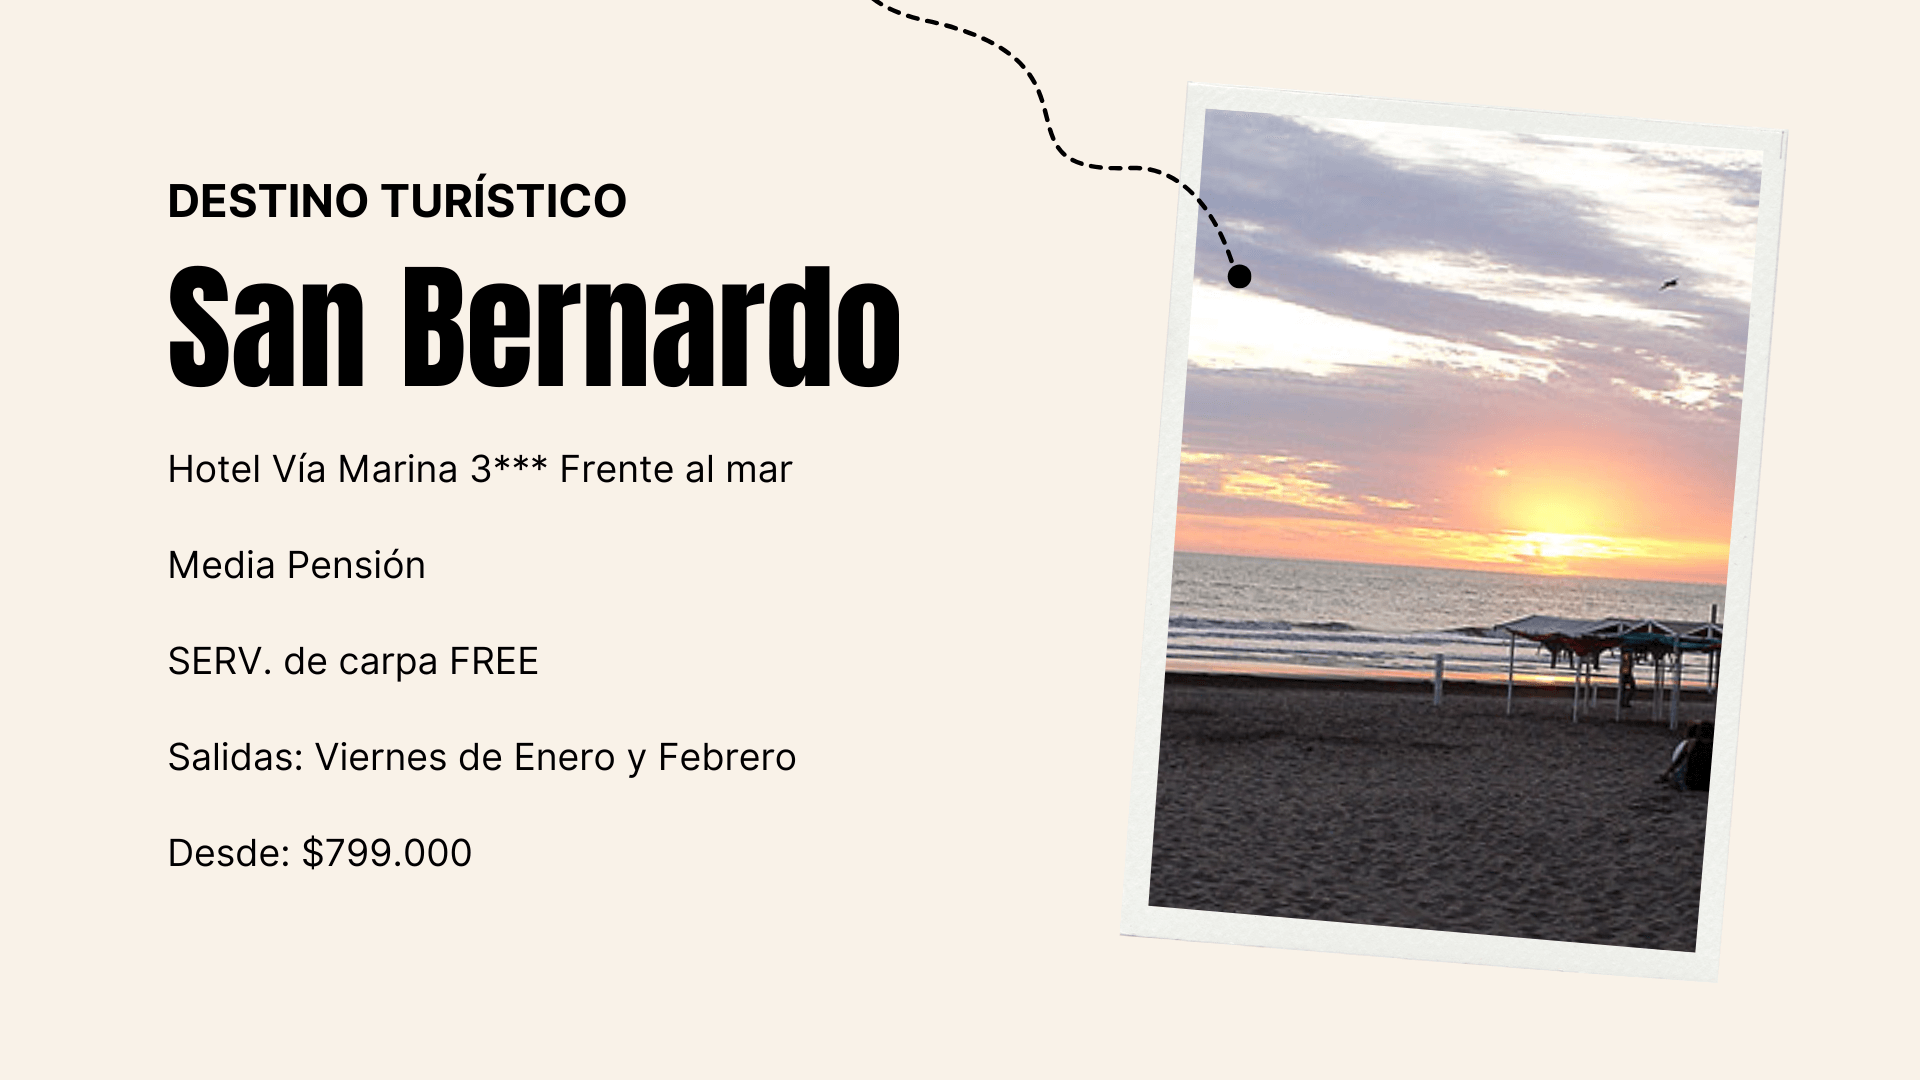 DESTINO TURÍSTICO
San Bernardo
Hotel Vía Marina 3*** Frente al mar
Media Pensión
SERV. de carpa FREE
Salidas: Viernes de Enero y Febrero
Desde: $799.000